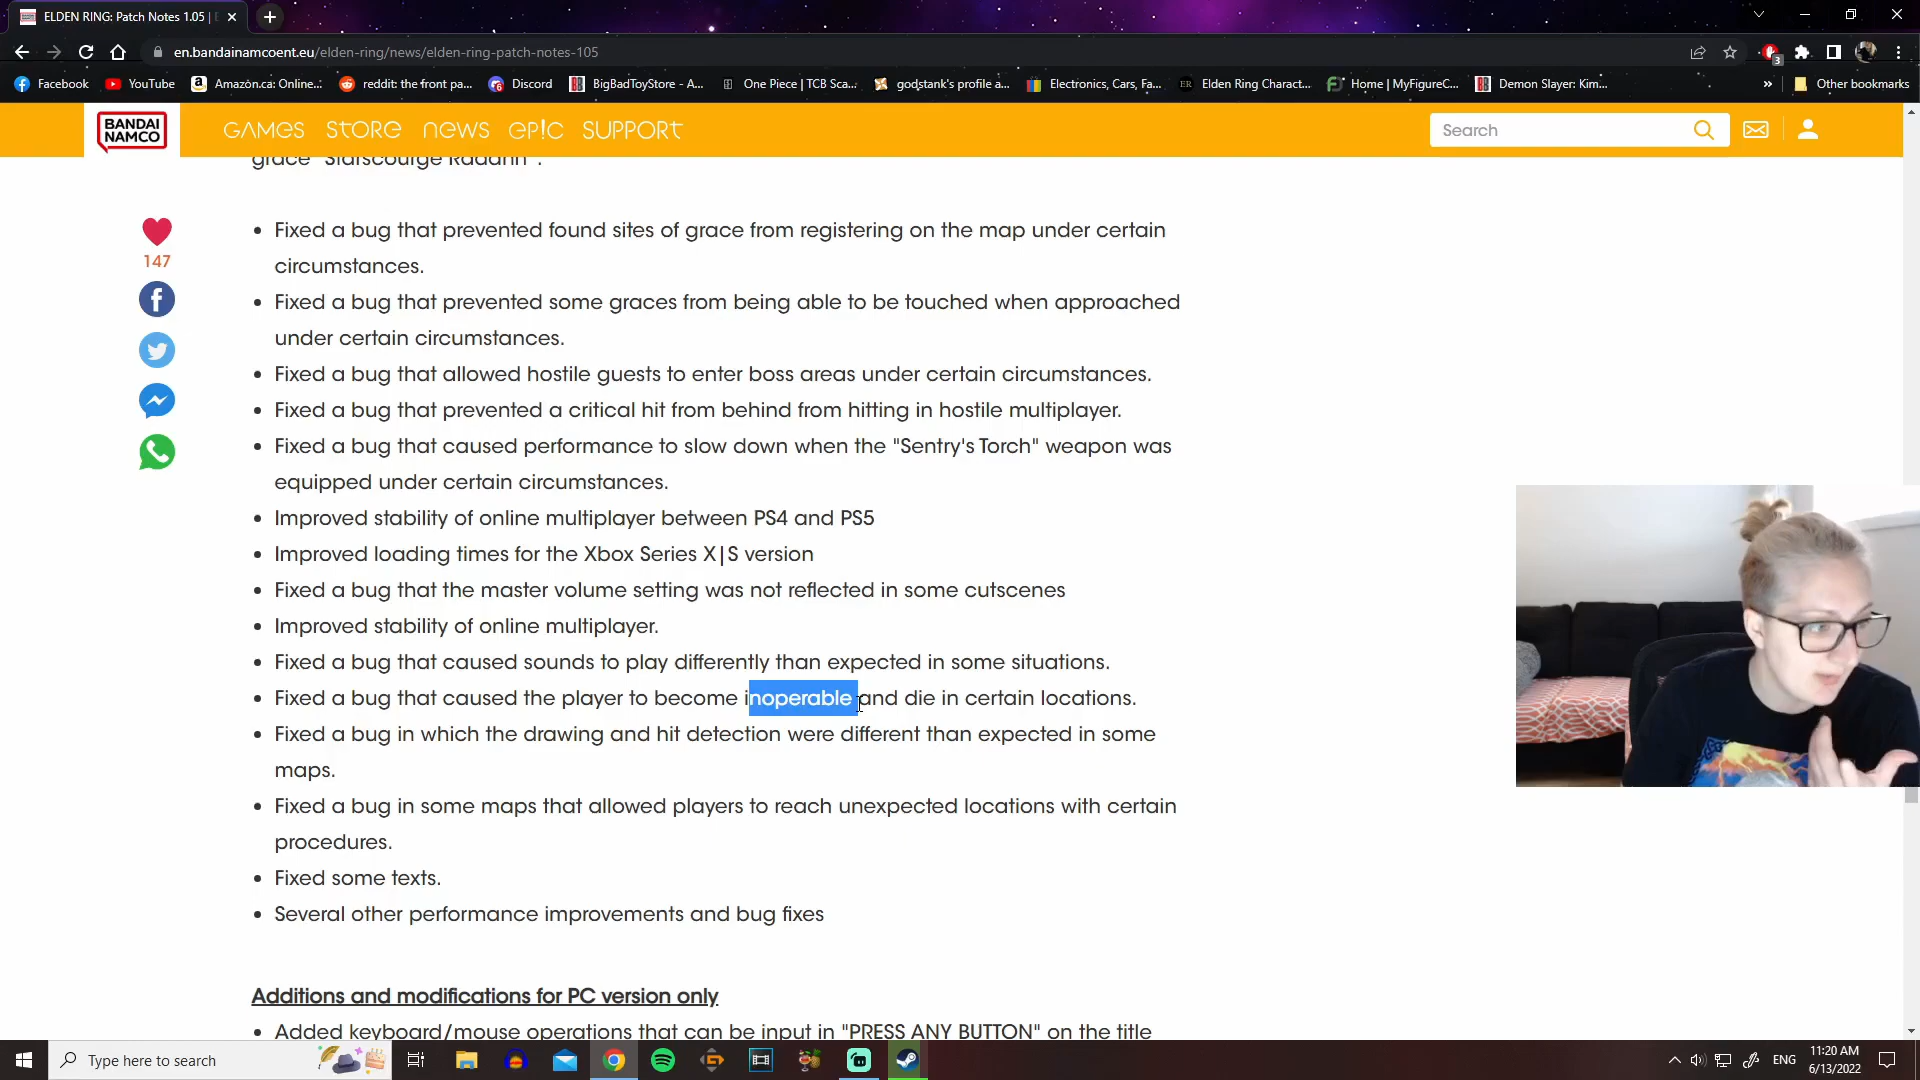 ELDEN RING: Patch Notes 1.05 |
en.bandainamcoent.eu/elden-ring/news/elden-ring-patch-notes-105
3
Facebook
YouTube
Amazon.ca: Online...
reddit: the front pa...
Discord
BigBadToyStore - A...
One Piece | TCB Sca...
godstank's profile a...
Electronics, Cars, Fa...
Elden Ring Charact...
Home | MyFigureC...
Demon Slayer: Kim...
»
Other bookmarks
BANDAI
NAMCO
GAMES STORE NEWS EPIC SUPPORT
Search
grace "Starscourge Radahn".
147
• Fixed a bug that prevented found sites of grace from registering on the map under certain
circumstances.
• Fixed a bug that prevented some graces from being able to be touched when approached
under certain circumstances.
• Fixed a bug that allowed hostile guests to enter boss areas under certain circumstances.
• Fixed a bug that prevented a critical hit from behind from hitting in hostile multiplayer.
• Fixed a bug that caused performance to slow down when the "Sentry's Torch" weapon was
equipped under certain circumstances.
• Improved stability of online multiplayer between PS4 and PS5
• Improved loading times for the Xbox Series X|S version
• Fixed a bug that the master volume setting was not reflected in some cutscenes
• Improved stability of online multiplayer.
• Fixed a bug that caused sounds to play differently than expected in some situations.
• Fixed a bug that caused the player to become inoperable and die in certain locations.
• Fixed a bug in which the drawing and hit detection were different than expected in some
maps.
• Fixed a bug in some maps that allowed players to reach unexpected locations with certain
procedures.
• Fixed some texts.
• Several other performance improvements and bug fixes
Additions and modifications for PC version only
• Added keyboard/mouse operations that can be input in "PRESS ANY BUTTON" on the title
Type here to search
ENG
11:20 AM
6/13/2022